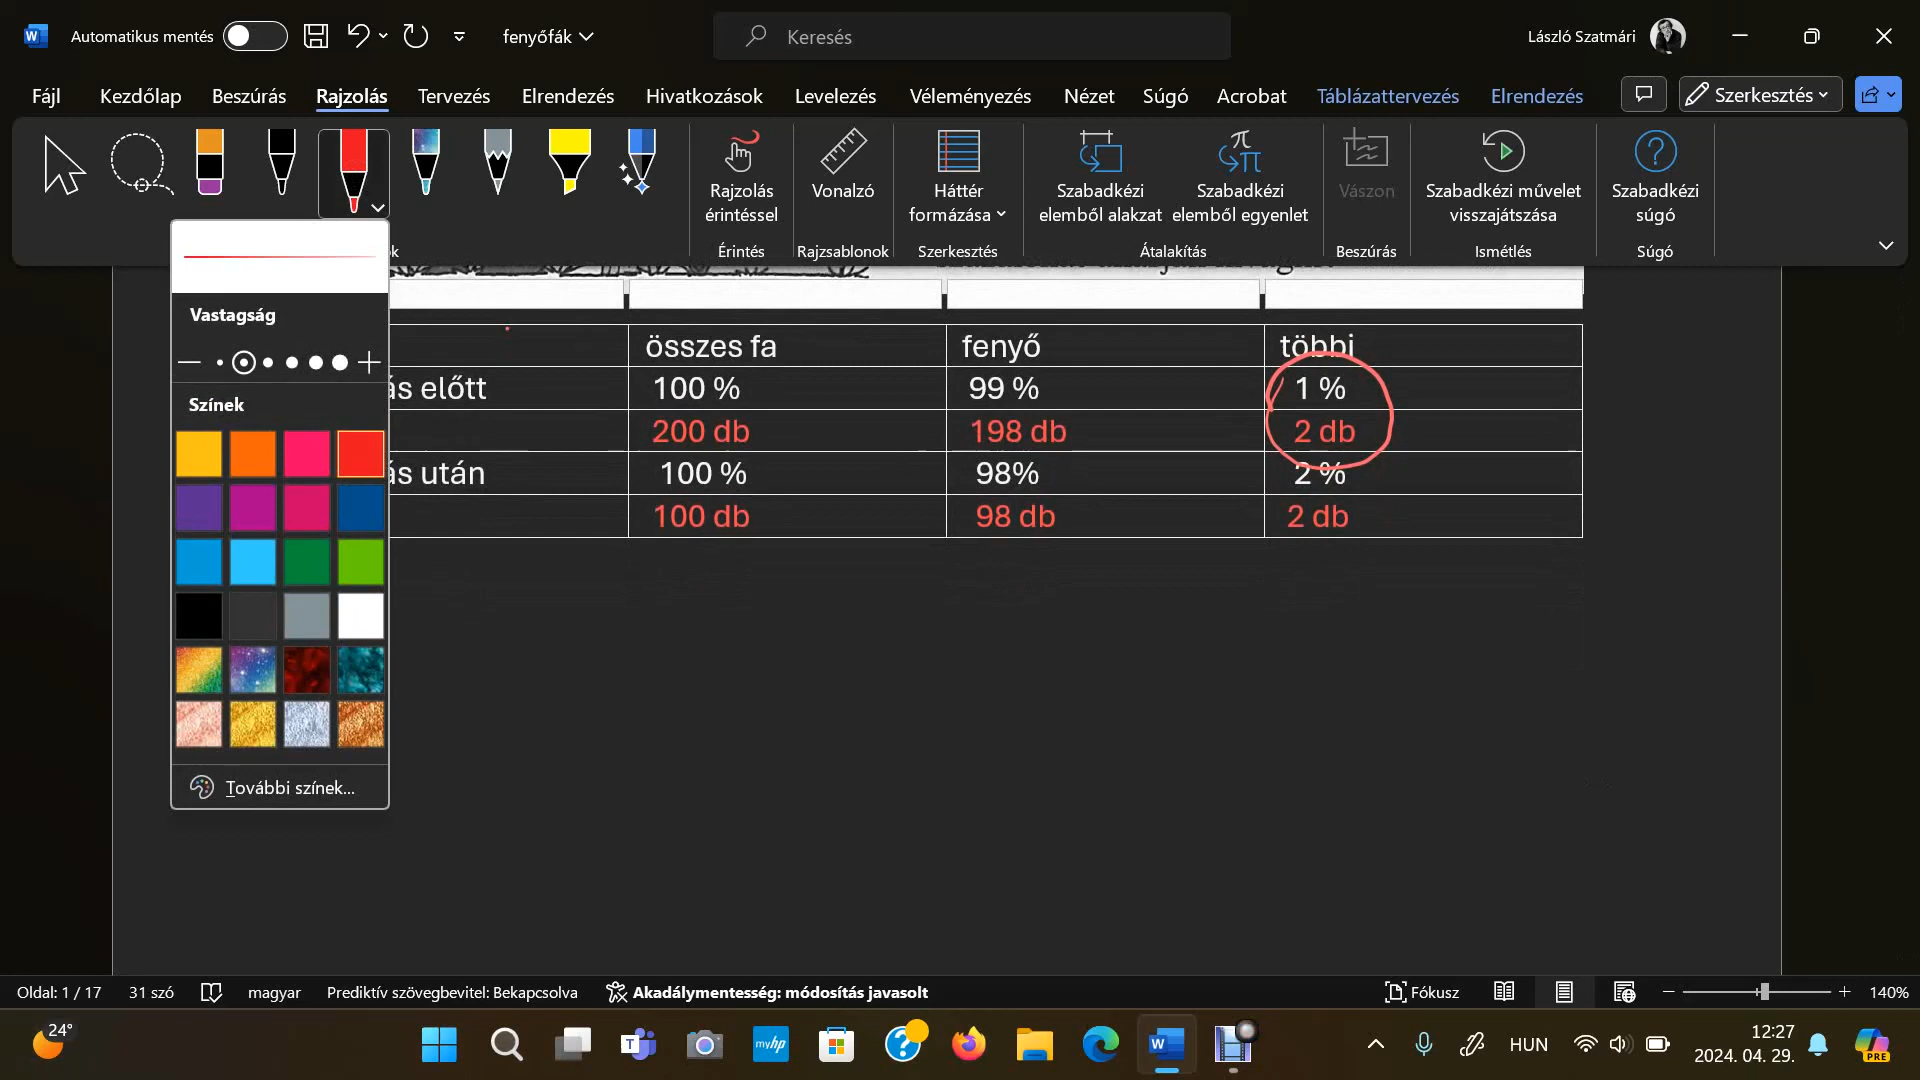 Automatikus mentés
fenyőfák
Keresés
László Szatmári
Fájl
Kezdőlap
Beszúrás
Rajzolás
Tervezés
Elrendezés
Hivatkozások
Levelezés
Véleményezés
Nézet
Súgó
Acrobat
Táblázattervezés
Elrendezés
Szerkesztés
Rajzolás
érintéssel
Vonalzó
Háttér
formázása
Szabadkézi
elemből alakzat
Szabadkézi
elemből egyenlet
Vászon
Szabadkézi művelet
visszajátszása
Szabadkézi
súgó
Érintés
Rajzsablonok
Szerkesztés
Átalakítás
Beszúrás
Ismétlés
Súgó
Vastagság
Színek
További színek...
összes fa fenyő többi
ás előtt 100 % 99 % 1 %
200 db 198 db 2 db
ás után 100 % 98% 2 %
100 db 98 db 2 db
Oldal: 1 / 17
31 szó
magyar
Prediktív szövegbevitel: Bekapcsolva
Akadálymentesség: módosítás javasolt
Fókusz
140%
24°
myhp
HUN
12:27
2024. 04. 29.
PRE